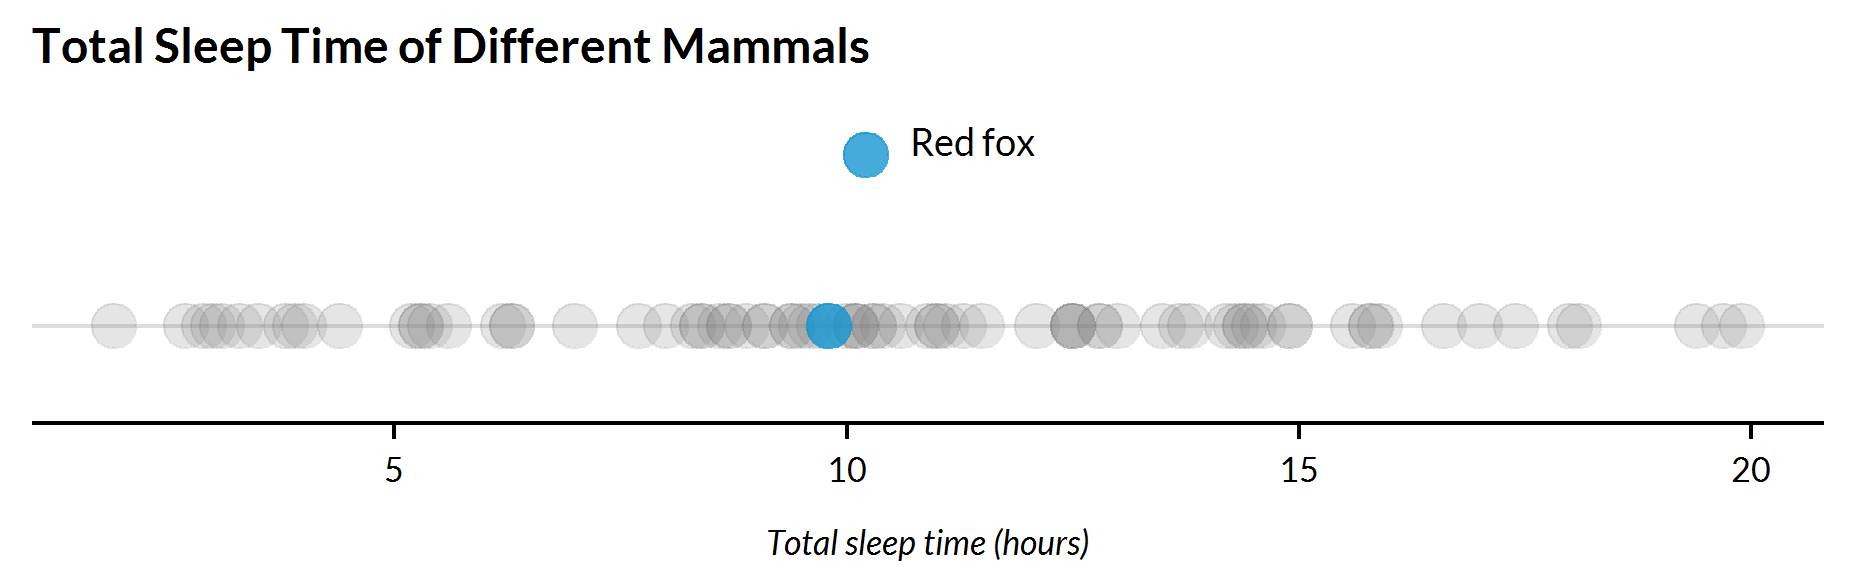 Total Sleep Time of Different Mammals
Red fox
5 10 15 20
Total sleep time (hours)